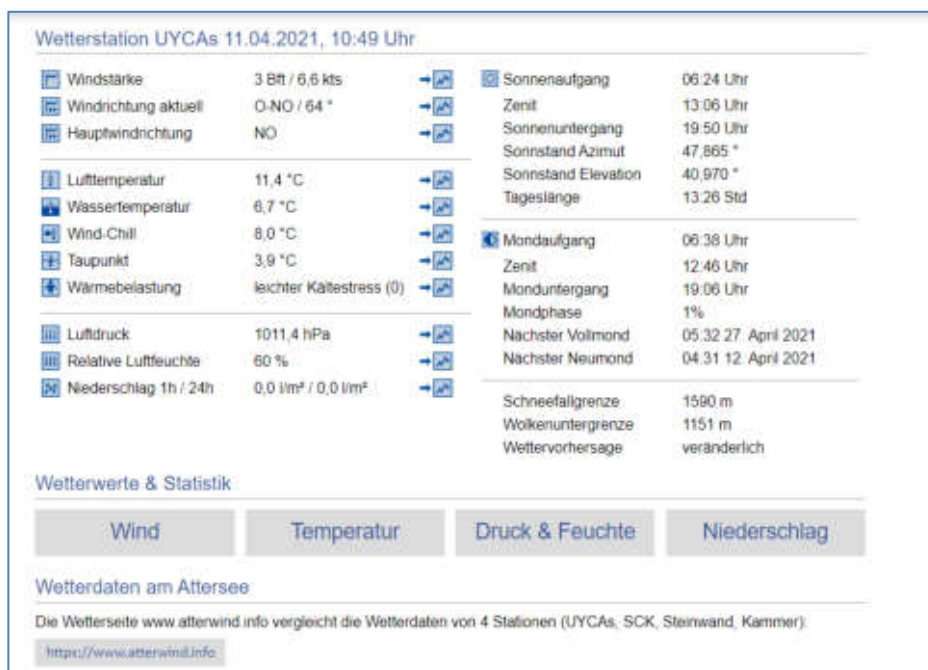 Wetterstation UYCAs 11.04.2021, 10:49 Uhr
Windstärke 3 Bft / 6,6 kts
Windrichtung aktuell O-NO / 64 °
Hauptwindrichtung NO
Lufttemperatur 11,4 °C
Wassertemperatur 6,7 °C
Wind-Chill 8,0 °C
Taupunkt 3,9 °C
Wärmebelastung leichter Kältestress (0)
Luftdruck 1011,4 hPa
Relative Luftfeuchte 60 %
Niederschlag 1h / 24h 0,0 l/m² / 0,0 l/m²
Sonnenaufgang 06:24 Uhr
Zenit 13:06 Uhr
Sonnenuntergang 19:50 Uhr
Sonnstand Azimut 47,865 °
Sonnstand Elevation 40,970 °
Tageslänge 13:26 Std
Mondaufgang 06:38 Uhr
Zenit 12:46 Uhr
Monduntergang 19:06 Uhr
Mondphase 1%
Nächster Vollmond 05:32 27. April 2021
Nächster Neumond 04:31 12. April 2021
Schneefallgrenze 1590 m
Wolkenuntergrenze 1151 m
Wettervorhersage veränderlich
Wetterwerte & Statistik
Wind Temperatur Druck & Feuchte Niederschlag
Wetterdaten am Attersee
Die Wetterseite www.atterwind.info vergleicht die Wetterdaten von 4 Stationen (UYCAs, SCK, Steinwand, Kammer):
https://www.atterwind.info